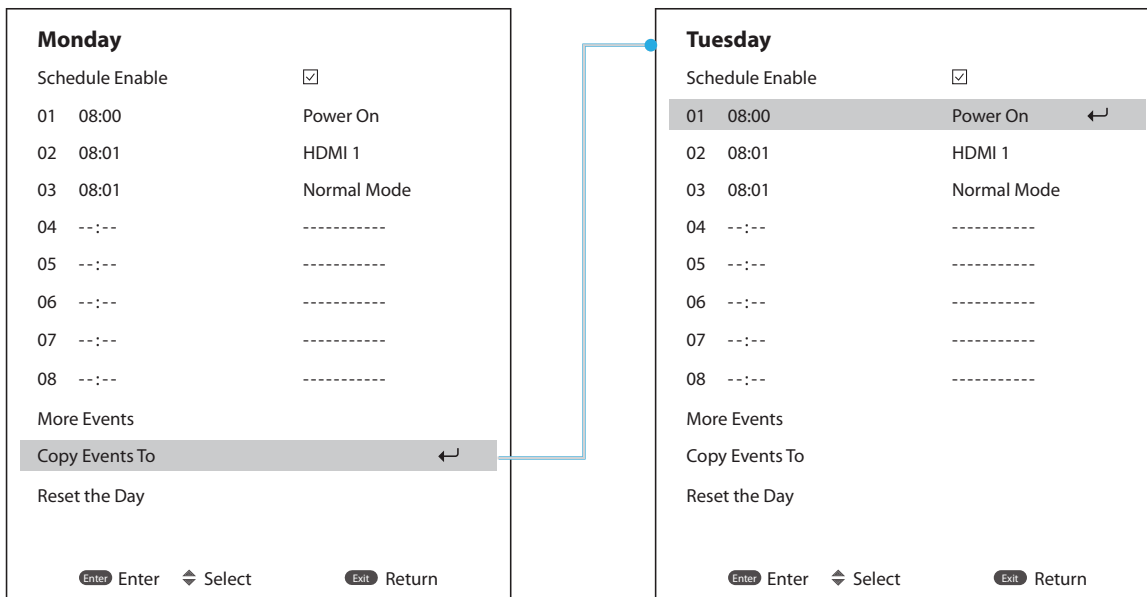 Monday
Schedule Enable ☑
01 08:00 Power On
02 08:01 HDMI 1
03 08:01 Normal Mode
04 --:-- -----------
05 --:-- -----------
06 --:-- -----------
07 --:-- -----------
08 --:-- -----------
More Events
Copy Events To
Reset the Day
Enter Enter Select Exit Return
Tuesday
Schedule Enable ☑
01 08:00 Power On
02 08:01 HDMI 1
03 08:01 Normal Mode
04 --:-- -----------
05 --:-- -----------
06 --:-- -----------
07 --:-- -----------
08 --:-- -----------
More Events
Copy Events To
Reset the Day
Enter Enter Select Exit Return